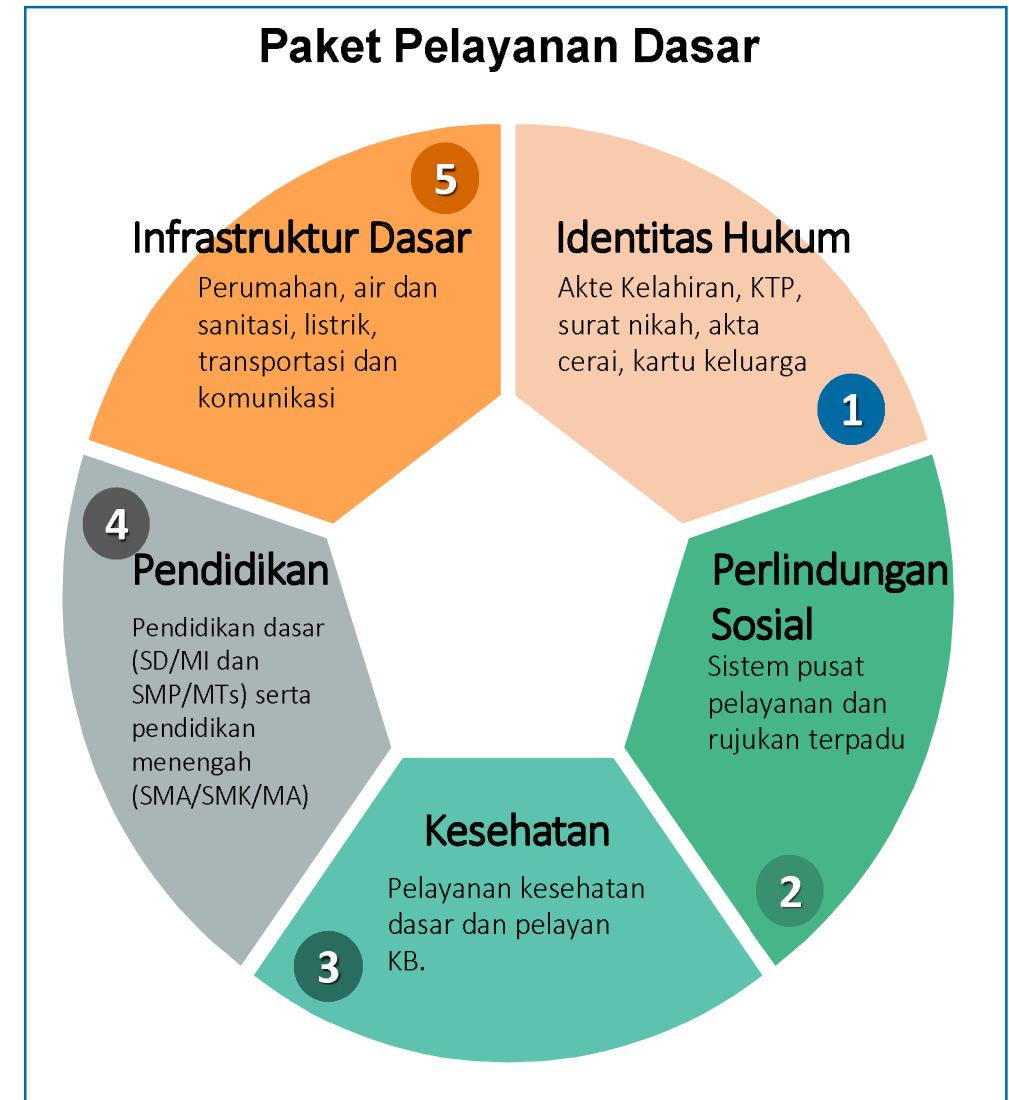 Paket Pelayanan Dasar
5
Infrastruktur Dasar
Perumahan, air dan
sanitasi, listrik,
transportasi dan
komunikasi
Identitas Hukum
Akte Kelahiran, KTP,
surat nikah, akta
cerai, kartu keluarga
1
4
Pendidikan
Pendidikan dasar
(SD/MI dan
SMP/MTs) serta
pendidikan
menengah
(SMA/SMK/MA)
Perlindungan
Sosial
Sistem pusat
pelayanan dan
rujukan terpadu
2
Kesehatan
Pelayanan kesehatan
dasar dan pelayan
KB.
3